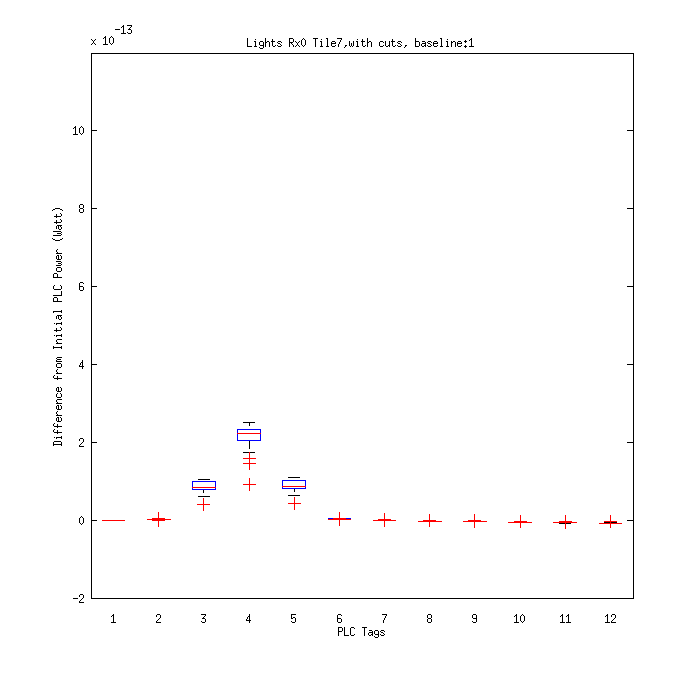 x 10-13
Lights Rx0 Tile7,with cuts, baseline:1
Difference from Initial PLC Power (Watt)
10
8
6
4
2
0
-2
1 2 3 4 5 6 7 8 9 10 11 12
PLC Tags